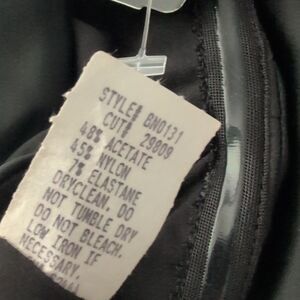 STYLE# BN0131
CUT# 29809
48% ACETATE
45% NYLON
7% ELASTANE
DRYCLEAN. DO
NOT TUMBLE DRY
DO NOT BLEACH.
LOW IRON IF
NECESSARY.